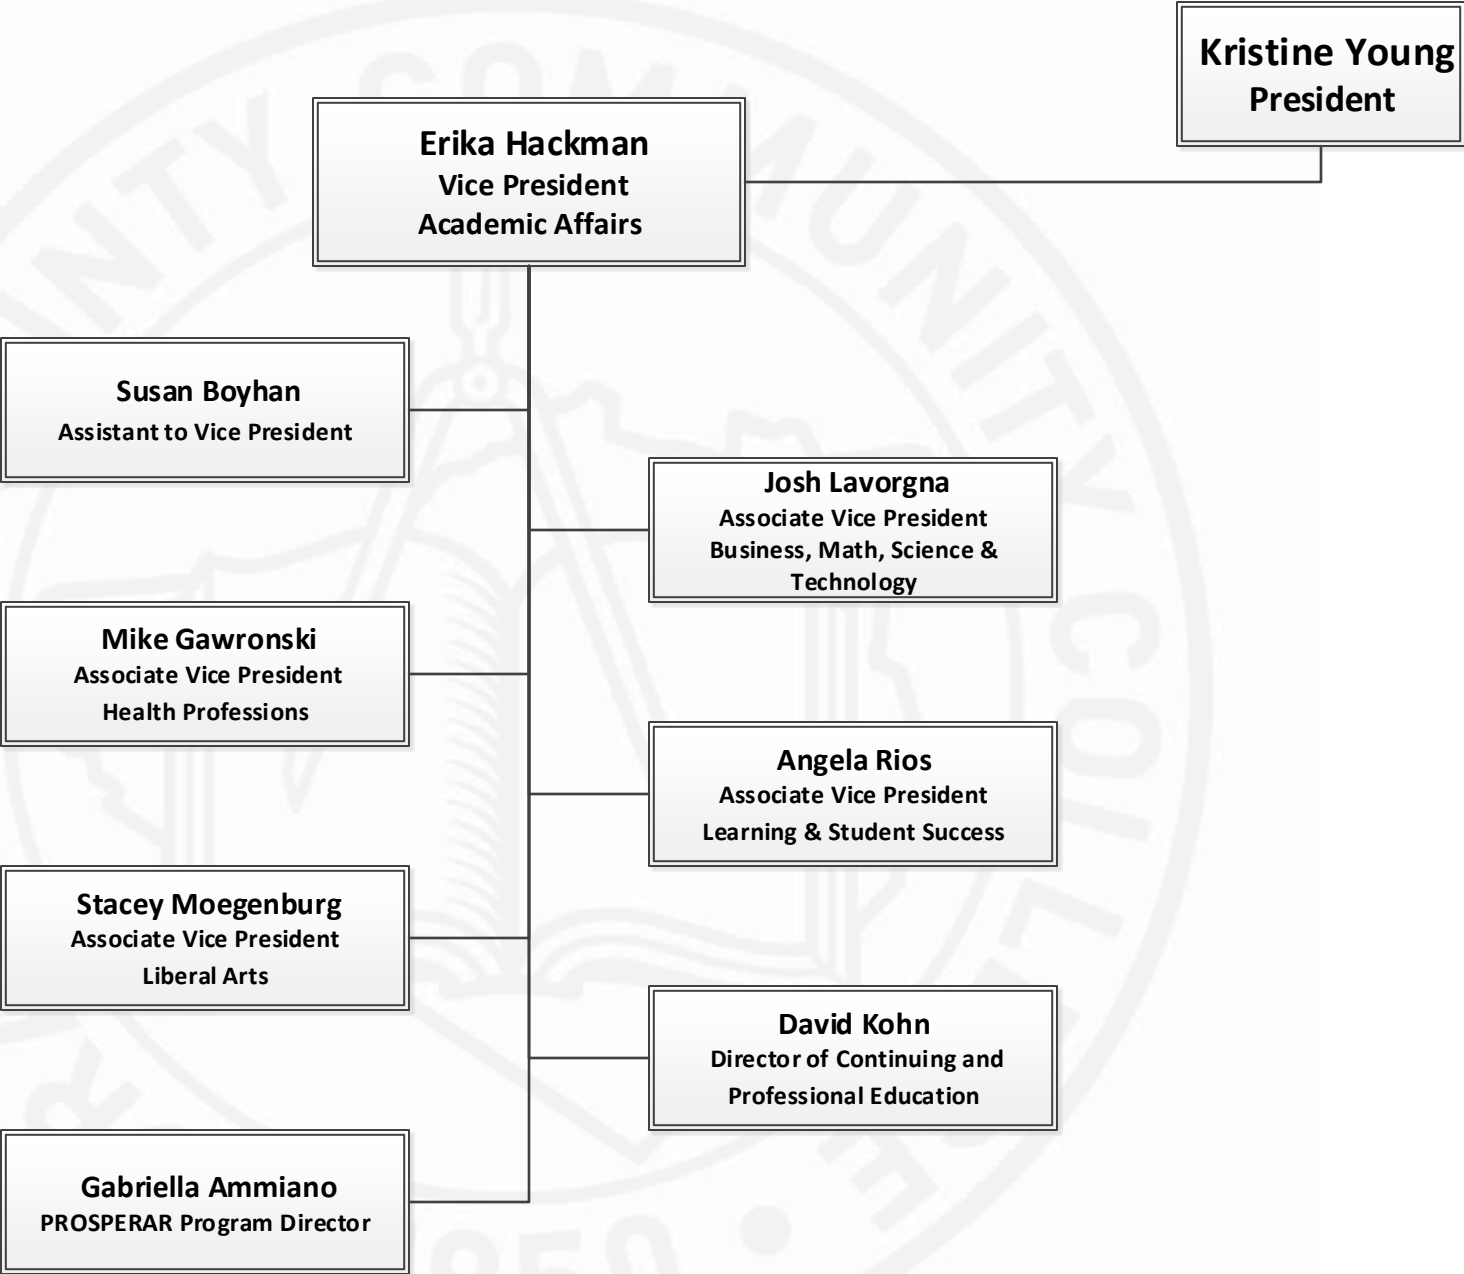 Kristine Young
President
Erika Hackman
Vice President
Academic Affairs
Susan Boyhan
Assistant to Vice President
Josh Lavorgna
Associate Vice President
Business, Math, Science &
Technology
Mike Gawronski
Associate Vice President
Health Professions
Angela Rios
Associate Vice President
Learning & Student Success
Stacey Moegenburg
Associate Vice President
Liberal Arts
David Kohn
Director of Continuing and
Professional Education
Gabriella Ammiano
PROSPERAR Program Director
COMMUNITY COLLEGE